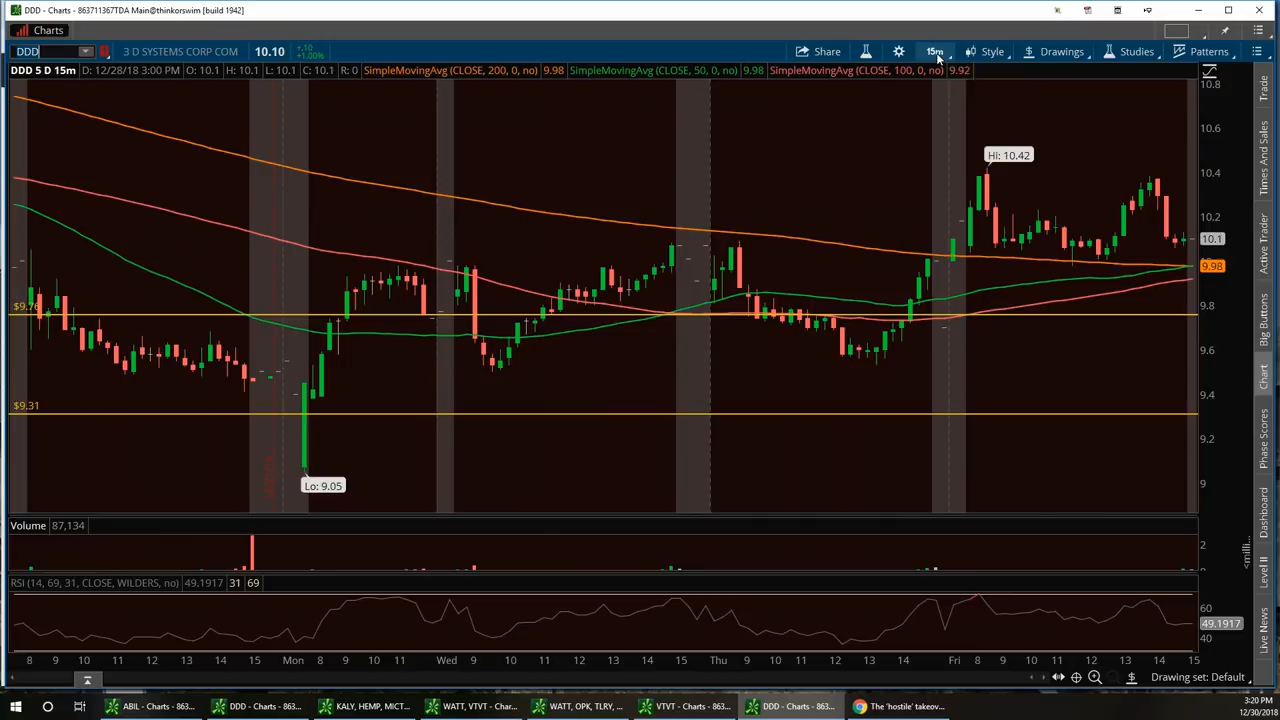 DDD - Charts - 863711367TDA Main@thinkorswim [build 1942]
Charts
DDD 3 D SYSTEMS CORP COM 10.10 +.10 +1.00% Share 15m Style Drawings Studies Patterns
DDD 5 D 15m D: 12/28/18 3:00 PM O: 10.1 H: 10.1 L: 10.1 C: 10.1 R: 0 SimpleMovingAvg (CLOSE, 200, 0, no) 9.98 SimpleMovingAvg (CLOSE, 50, 0, no) 9.98 SimpleMovingAvg (CLOSE, 100, 0, no) 9.92
10.8
10.6
Hi: 10.42
10.4
10.2
10.1
9.98
$9.76
9.8
9.6
9.4
$9.31
9.2
Lo: 9.05
9
Volume 87,134
2
<milli...
RSI (14, 69, 31, CLOSE, WILDERS, no) 49.1917 31 69
60
49.1917
40
8 9 10 11 12 13 14 15 Mon 8 9 10 11 Wed 9 10 11 12 13 14 15 Thu 9 10 11 12 13 14 Fri 8 9 10 11 12 13 14 15
Drawing set: Default
Trade
Times And Sales
Active Trader
Big Buttons
Chart
Phase Scores
Dashboard
Level II
Live News
ABIL - Charts - 863... DDD - Charts - 863... KALY, HEMP, MICT... WATT, VTVT - Char... WATT, OPK, TLRY, ... VTVT - Charts - 863... DDD - Charts - 863... The 'hostile' takeov...
3:20 PM
12/30/2018